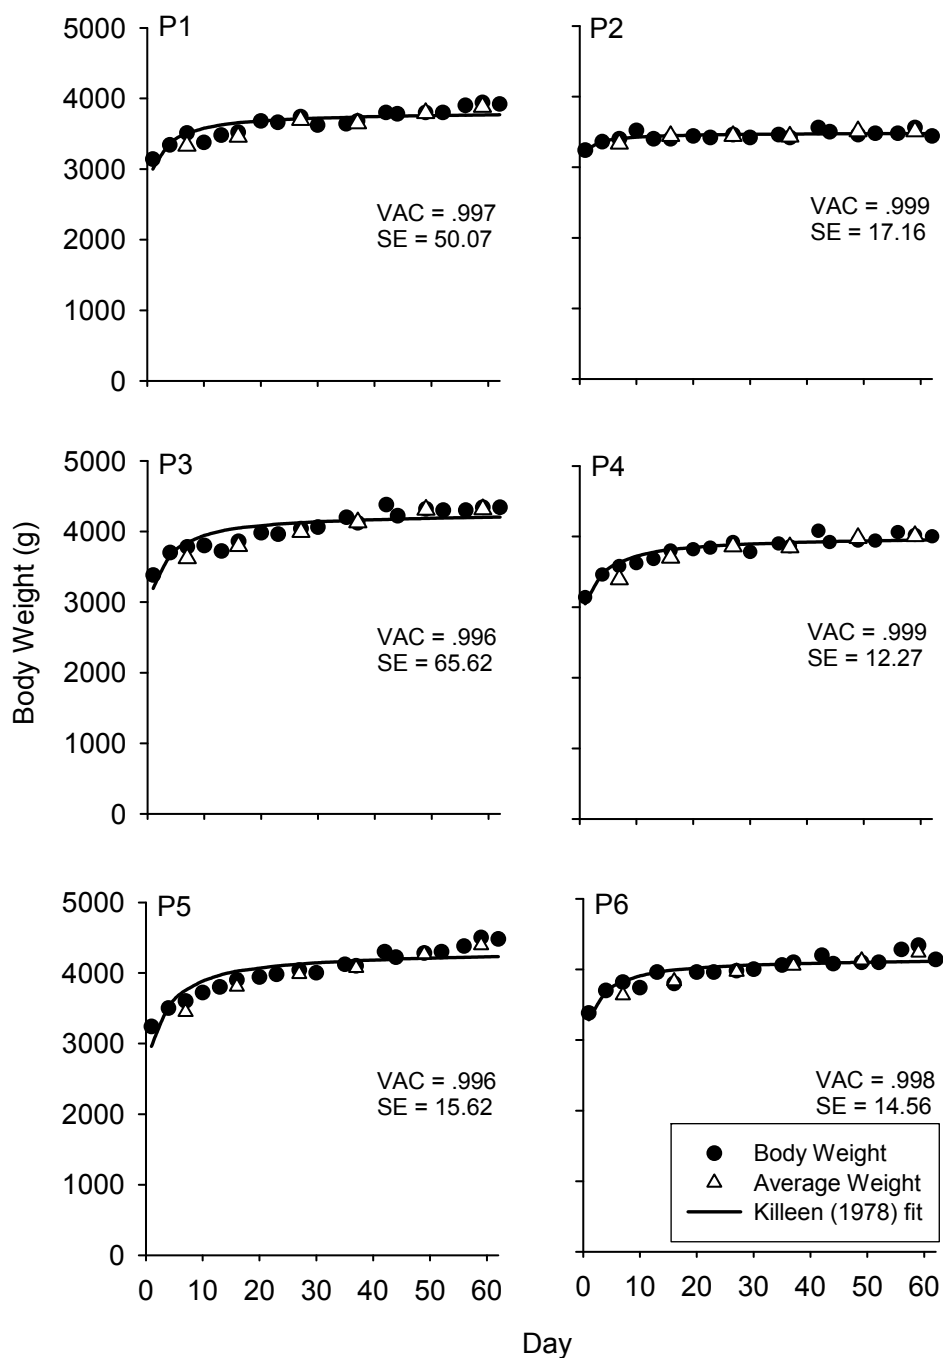 P1
5000
4000
3000
2000
1000
0
VAC = .997
SE = 50.07
P2
VAC = .999
SE = 17.16
Body Weight (g)
P3
5000
4000
3000
2000
1000
0
VAC = .996
SE = 65.62
P4
VAC = .999
SE = 12.27
P5
5000
4000
3000
2000
1000
0
VAC = .996
SE = 15.62
0 10 20 30 40 50 60
P6
VAC = .998
SE = 14.56
Body Weight
Average Weight
Killeen (1978) fit
0 10 20 30 40 50 60
Day